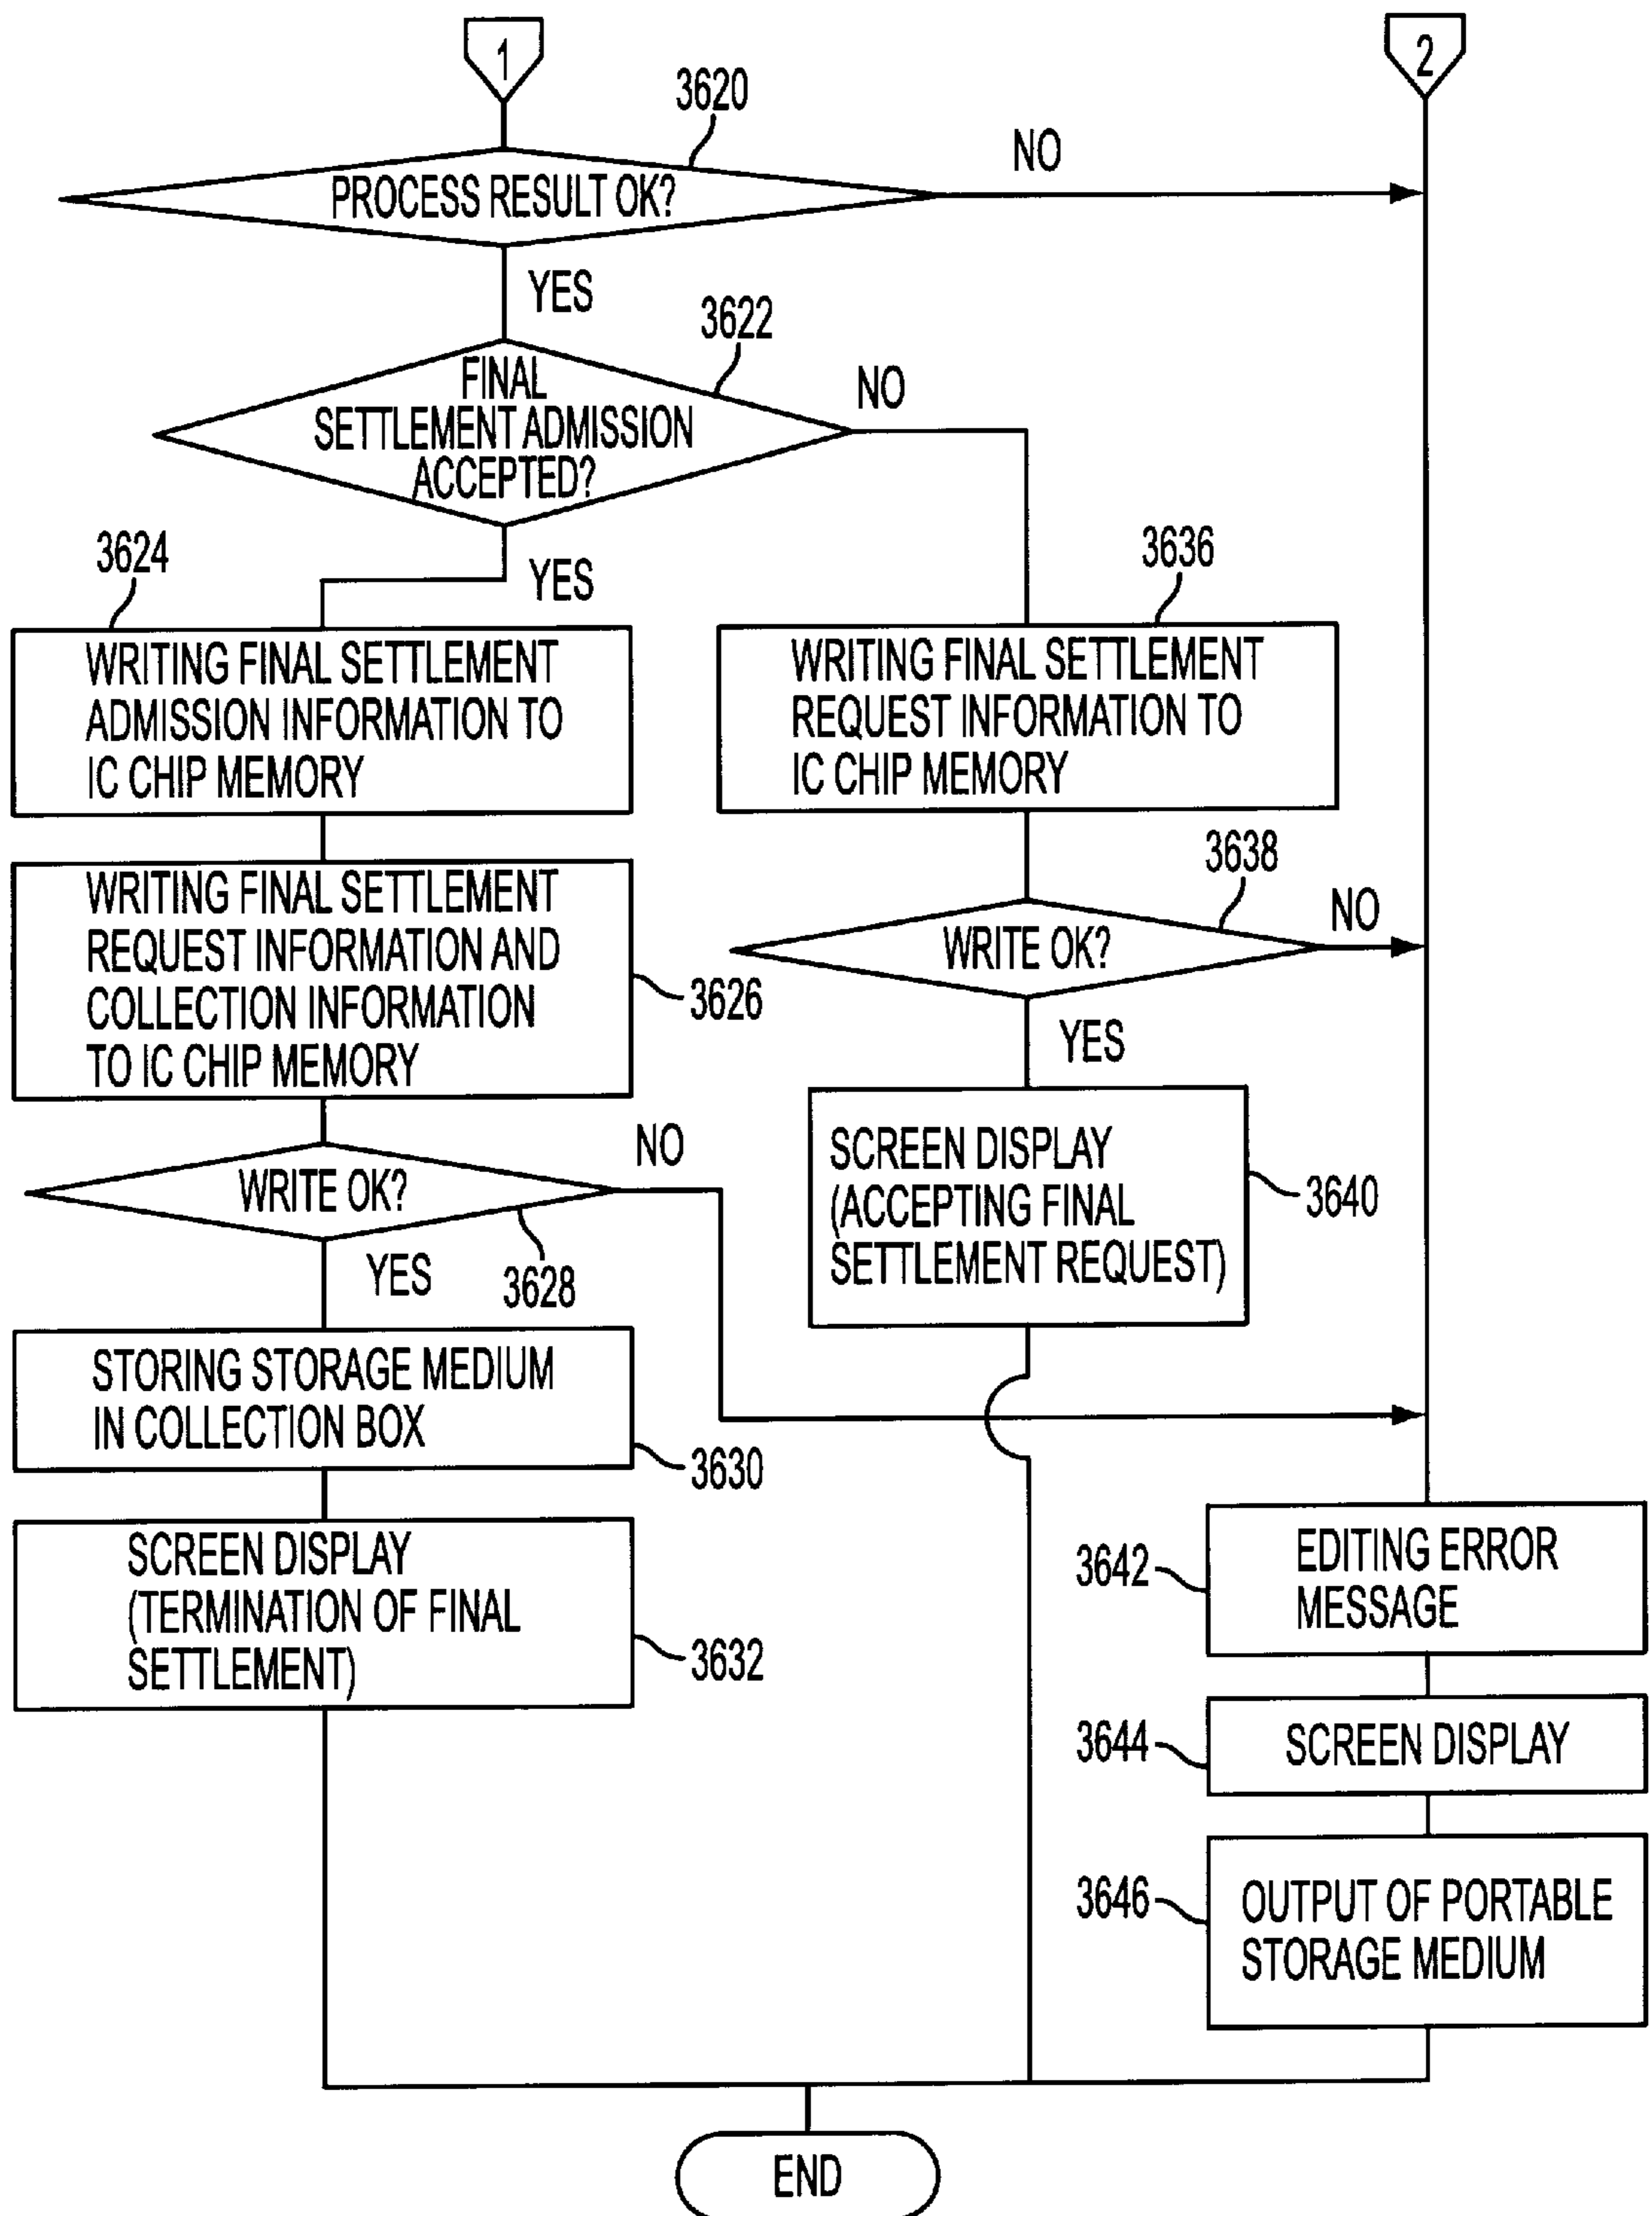 1
2
3620
NO
PROCESS RESULT OK?
YES
3622
FINAL
SETTLEMENT ADMISSION
ACCEPTED?
NO
YES
3624
WRITING FINAL SETTLEMENT
ADMISSION INFORMATION TO
IC CHIP MEMORY
3636
WRITING FINAL SETTLEMENT
REQUEST INFORMATION TO
IC CHIP MEMORY
WRITING FINAL SETTLEMENT
REQUEST INFORMATION AND
COLLECTION INFORMATION
TO IC CHIP MEMORY
3626
3638
WRITE OK?
NO
YES
WRITE OK?
NO
YES
3628
SCREEN DISPLAY
(ACCEPTING FINAL
SETTLEMENT REQUEST)
3640
STORING STORAGE MEDIUM
IN COLLECTION BOX
3630
SCREEN DISPLAY
(TERMINATION OF FINAL
SETTLEMENT)
3632
3642
EDITING ERROR
MESSAGE
3644
SCREEN DISPLAY
3646
OUTPUT OF PORTABLE
STORAGE MEDIUM
END